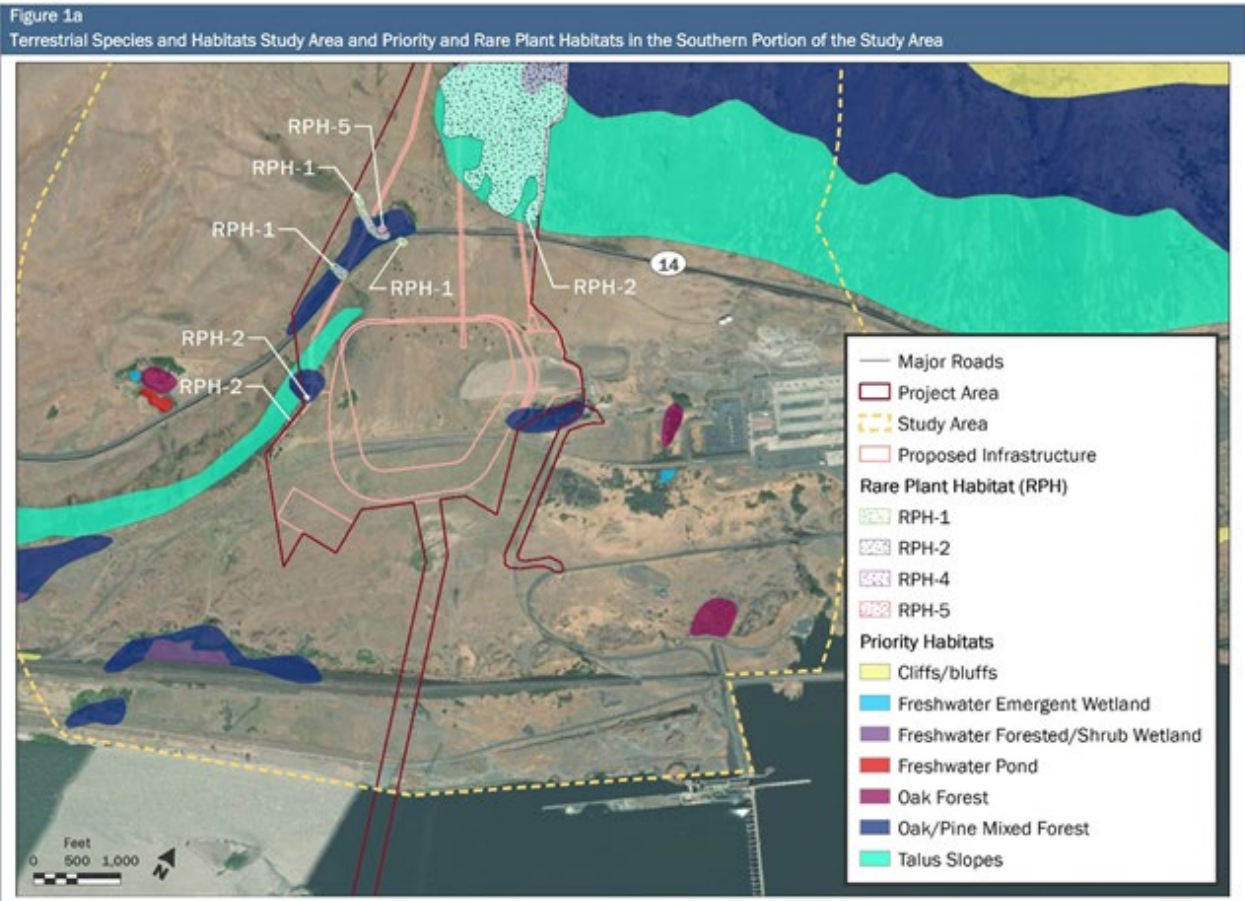 Figure 1a
Terrestrial Species and Habitats Study Area and Priority and Rare Plant Habitats in the Southern Portion of the Study Area
RPH-5
RPH-1
RPH-1
RPH-1
RPH-2
14
RPH-2
RPH-2
Major Roads
Project Area
Study Area
Proposed Infrastructure
Rare Plant Habitat (RPH)
RPH-1
RPH-2
RPH-4
RPH-5
Priority Habitats
Cliffs/bluffs
Freshwater Emergent Wetland
Freshwater Forested/Shrub Wetland
Freshwater Pond
Oak Forest
Oak/Pine Mixed Forest
Talus Slopes
Feet
0 500 1,000
N